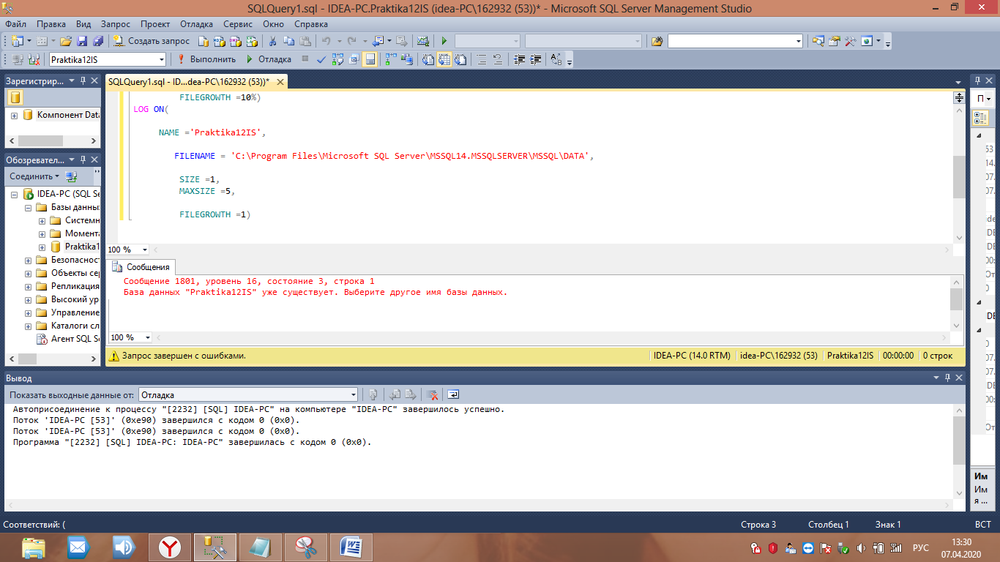 SQLQuery1.sql - IDEA-PC.Praktika12IS (idea-PC\162932 (53))* - Microsoft SQL Server Management Studio
Файл Правка Вид Запрос Проект Отладка Сервис Окно Справка
Создать запрос
Praktika12IS Выполнить Отладка
Зарегистрир...
Компонент Data
Обозревател...
Соединить
IDEA-PC (SQL Se
Базы данны
Системн
Момента
Praktika1
Безопасност
Объекты сер
Репликация
Высокий ур
Управление
Каталоги сл
Агент SQL Se
SQLQuery1.sql - ID...dea-PC\162932 (53))*
FILEGROWTH =10%)
LOG ON(
NAME ='Praktika12IS',
FILENAME = 'C:\Program Files\Microsoft SQL Server\MSSQL14.MSSQLSERVER\MSSQL\DATA',
SIZE =1,
MAXSIZE =5,
FILEGROWTH =1)
100 %
Сообщения
Сообщение 1801, уровень 16, состояние 3, строка 1
База данных "Praktika12IS" уже существует. Выберите другое имя базы данных.
100 %
Запрос завершен с ошибками. IDEA-PC (14.0 RTM) idea-PC\162932 (53) Praktika12IS 00:00:00 0 строк
П
53
14.
07.
07.
00:
От
0
0
07.
07.
00:
От
Им
Им
я ...
Вывод
Показать выходные данные от: Отладка
Автоприсоединение к процессу "[2232] [SQL] IDEA-PC" на компьютере "IDEA-PC" завершилось успешно.
Поток 'IDEA-PC [53]' (0xe90) завершился с кодом 0 (0x0).
Поток 'IDEA-PC [53]' (0xe90) завершился с кодом 0 (0x0).
Программа "[2232] [SQL] IDEA-PC: IDEA-PC" завершилась с кодом 0 (0x0).
Соответствий: ( Строка 3 Столбец 1 Знак 1 ВСТ
РУС
13:30
07.04.2020